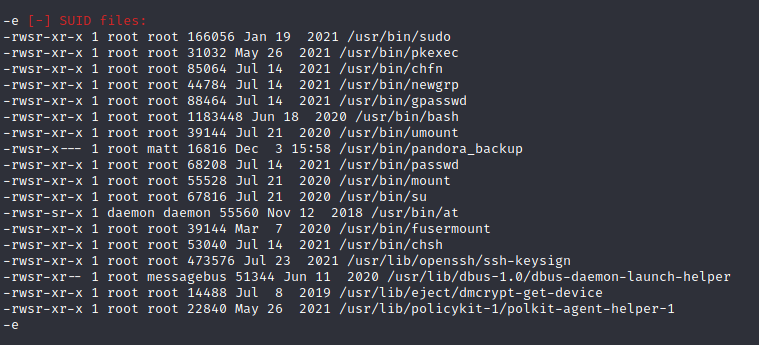 -e [-] SUID files:
-rwsr-xr-x 1 root root 166056 Jan 19  2021 /usr/bin/sudo
-rwsr-xr-x 1 root root 31032 May 26  2021 /usr/bin/pkexec
-rwsr-xr-x 1 root root 85064 Jul 14  2021 /usr/bin/chfn
-rwsr-xr-x 1 root root 44784 Jul 14  2021 /usr/bin/newgrp
-rwsr-xr-x 1 root root 88464 Jul 14  2021 /usr/bin/gpasswd
-rwsr-xr-x 1 root root 1183448 Jun 18  2020 /usr/bin/bash
-rwsr-xr-x 1 root root 39144 Jul 21  2020 /usr/bin/umount
-rwsr-x--- 1 root matt 16816 Dec  3 15:58 /usr/bin/pandora_backup
-rwsr-xr-x 1 root root 68208 Jul 14  2021 /usr/bin/passwd
-rwsr-xr-x 1 root root 55528 Jul 21  2020 /usr/bin/mount
-rwsr-xr-x 1 root root 67816 Jul 21  2020 /usr/bin/su
-rwsr-sr-x 1 daemon daemon 55560 Nov 12  2018 /usr/bin/at
-rwsr-xr-x 1 root root 39144 Mar  7  2020 /usr/bin/fusermount
-rwsr-xr-x 1 root root 53040 Jul 14  2021 /usr/bin/chsh
-rwsr-xr-x 1 root root 473576 Jul 23  2021 /usr/lib/openssh/ssh-keysign
-rwsr-xr-- 1 root messagebus 51344 Jun 11  2020 /usr/lib/dbus-1.0/dbus-daemon-launch-helper
-rwsr-xr-x 1 root root 14488 Jul  8  2019 /usr/lib/eject/dmcrypt-get-device
-rwsr-xr-x 1 root root 22840 May 26  2021 /usr/lib/policykit-1/polkit-agent-helper-1
-e